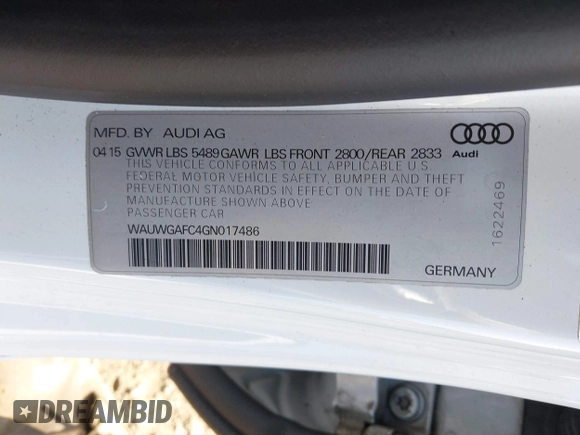 MFD. BY AUDI AG
Audi
04 15 GVWR LBS 5489 GAWR LBS FRONT 2800/REAR 2833
THIS VEHICLE CONFORMS TO ALL APPLICABLE U S
FEDERAL MOTOR VEHICLE SAFETY, BUMPER AND THEFT
PREVENTION STANDARDS IN EFFECT ON THE DATE OF
MANUFACTURE SHOWN ABOVE
PASSENGER CAR
WAUWGAFC4GN017486
GERMANY
1622469
DREAMBID